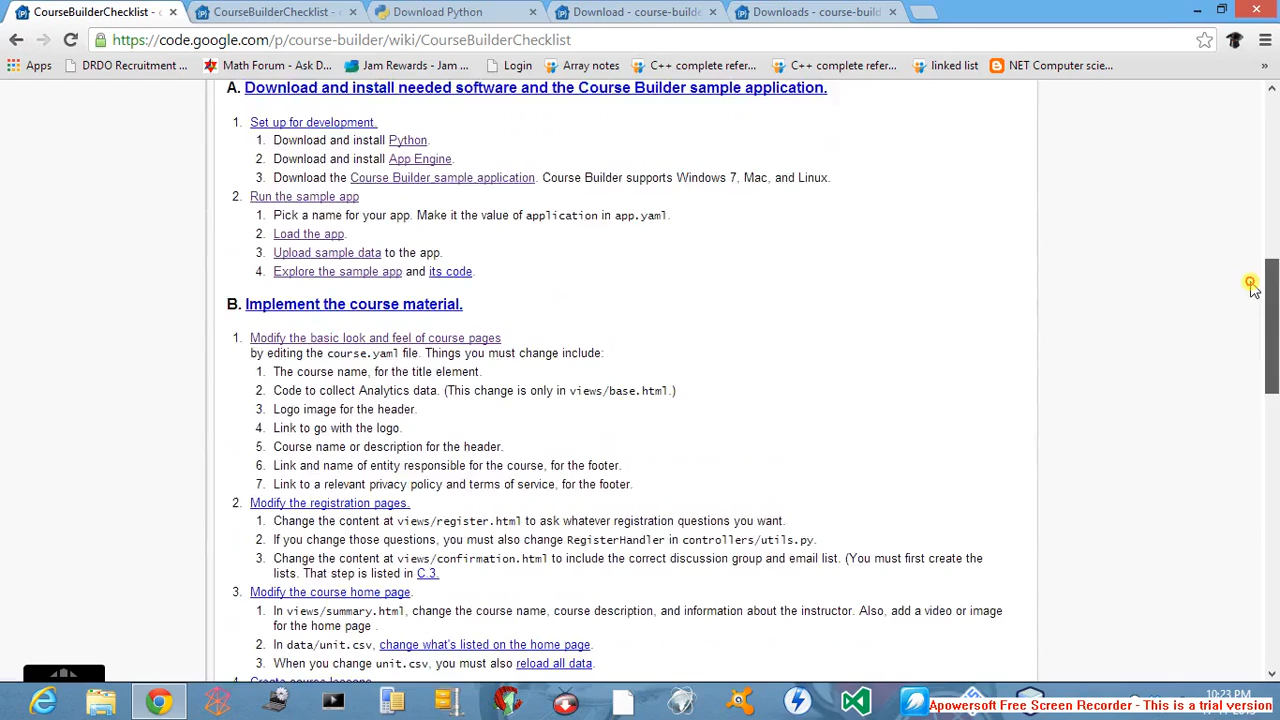 CourseBuilderChecklist -
CourseBuilderChecklist -
Download Python
Download - course-builde
Downloads - course-build
https://code.google.com/p/course-builder/wiki/CourseBuilderChecklist
Apps
DRDO Recruitment ...
Math Forum - Ask D...
Jam Rewards - Jam ...
Login
Array notes
C++ complete refer...
C++ complete refer...
linked list
NET Computer scie...
»
A. Download and install needed software and the Course Builder sample application.
1. Set up for development.
1. Download and install Python.
2. Download and install App Engine.
3. Download the Course Builder sample application. Course Builder supports Windows 7, Mac, and Linux.
2. Run the sample app
1. Pick a name for your app. Make it the value of application in app.yaml.
2. Load the app.
3. Upload sample data to the app.
4. Explore the sample app and its code.
B. Implement the course material.
1. Modify the basic look and feel of course pages
by editing the course.yaml file. Things you must change include:
1. The course name, for the title element.
2. Code to collect Analytics data. (This change is only in views/base.html.)
3. Logo image for the header.
4. Link to go with the logo.
5. Course name or description for the header.
6. Link and name of entity responsible for the course, for the footer.
7. Link to a relevant privacy policy and terms of service, for the footer.
2. Modify the registration pages.
1. Change the content at views/register.html to ask whatever registration questions you want.
2. If you change those questions, you must also change RegisterHandler in controllers/utils.py.
3. Change the content at views/confirmation.html to include the correct discussion group and email list. (You must first create the
lists. That step is listed in C 3.
3. Modify the course home page.
1. In views/summary.html, change the course name, course description, and information about the instructor. Also, add a video or image
for the home page .
2. In data/unit.csv, change what's listed on the home page.
3. When you change unit.csv, you must also reload all data.
4. Create course lessons
10:23 PM
Apowersoft Free Screen Recorder - This is a trial version